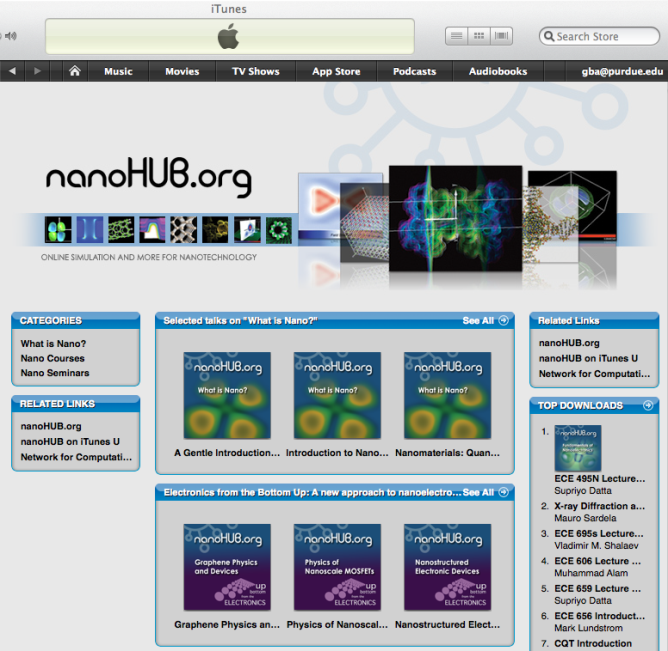 iTunes
Search Store
Music Movies TV Shows App Store Podcasts Audiobooks gba@purdue.edu
nanoHUB.org
ONLINE SIMULATION AND MORE FOR NANOTECHNOLOGY
CATEGORIES
What is Nano?
Nano Courses
Nano Seminars
RELATED LINKS
nanoHUB.org
nanoHUB on iTunes U
Network for Computati...
Selected talks on "What is Nano?" See All
nanoHUB.org
What is Nano?
nanoHUB.org
What is Nano?
nanoHUB.org
What is Nano?
A Gentle Introduction... Introduction to Nano... Nanomaterials: Quan...
Electronics from the Bottom Up: A new approach to nanoelectro... See All
nanoHUB.org
Graphene Physics
and Devices
up
bottom
from the
ELECTRONICS
nanoHUB.org
Physics of
Nanoscale MOSFETs
up
bottom
from the
ELECTRONICS
nanoHUB.org
Nanostructured
Electronic Devices
up
bottom
from the
ELECTRONICS
Graphene Physics an... Physics of Nanoscal... Nanostructured Elect...
Related Links
nanoHUB.org
nanoHUB on iTunes U
Network for Computati...
TOP DOWNLOADS
1.
nanoHUB.org
ECE 495N Lecture...
Supriyo Datta
2. X-ray Diffraction a...
Mauro Sardela
3. ECE 695s Lecture...
Vladimir M. Shalaev
4. ECE 606 Lecture ...
Muhammad Alam
5. ECE 659 Lecture ...
Supriyo Datta
6. ECE 656 Introduct...
Mark Lundstrom
7. CQT Introduction